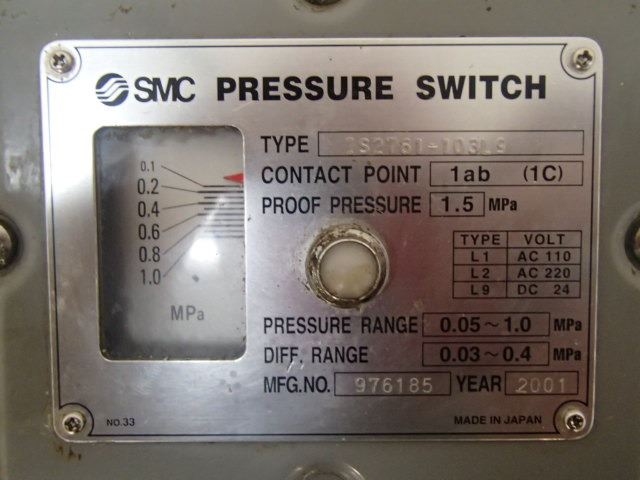 SMC PRESSURE SWITCH
TYPE
CONTACT POINT 1ab (1C)
PROOF PRESSURE 1.5 MPa
0.1
0.2
0.4
0.6
0.8
1.0
MPa
TYPE VOLT
L1 AC 110
L2 AC 220
L9 DC 24
PRESSURE RANGE 0.05~1.0 MPa
DIFF. RANGE 0.03~0.4 MPa
MFG.NO. 976185 YEAR 2001
NO.33
MADE IN JAPAN